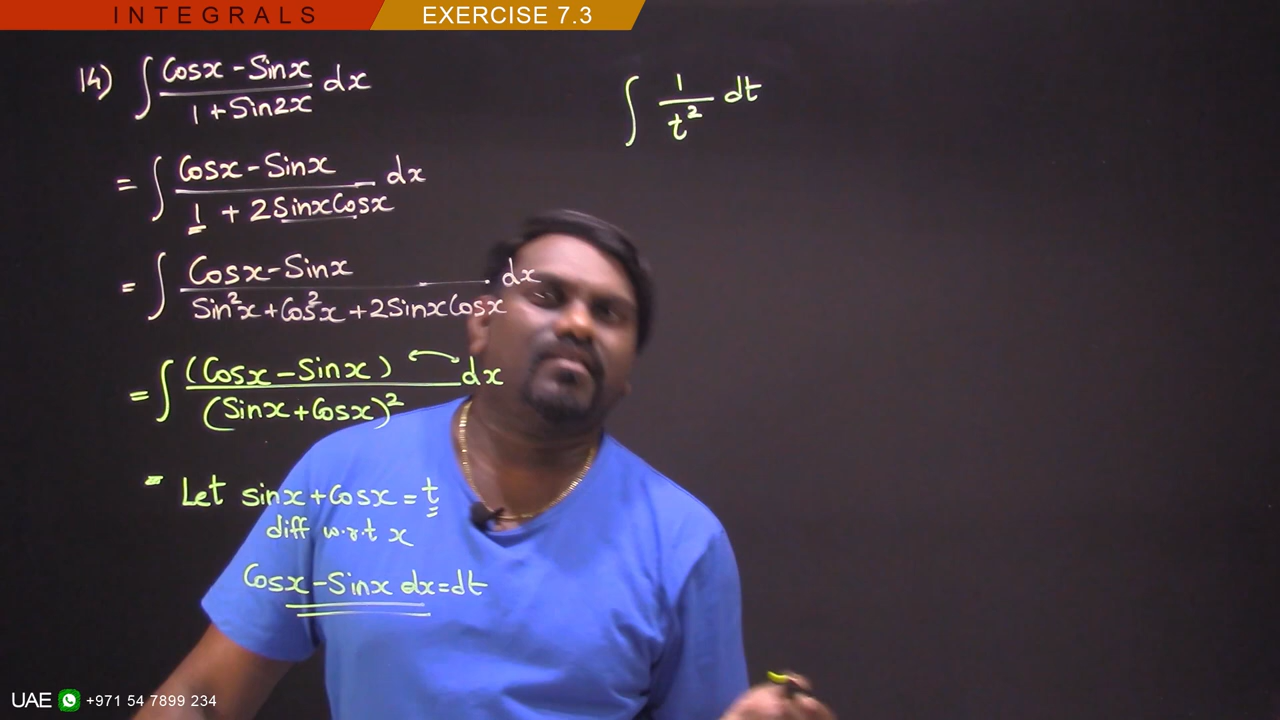 INTEGRALS EXERCISE 7.3
14) ∫ (Cosx - Sinx)/(1 + Sin2x) dx
= ∫ (Cosx - Sinx)/(1 + 2SinxCosx) dx
= ∫ (Cosx - Sinx)/(Sin²x + Cos²x + 2SinxCosx) dx
= ∫ (Cosx - Sinx)/(Sinx + Cosx)² dx
Let sinx + Cosx = t
diff w.r.t x
Cosx - Sinx dx = dt
∫ 1/t² dt
UAE +971 54 7899 234